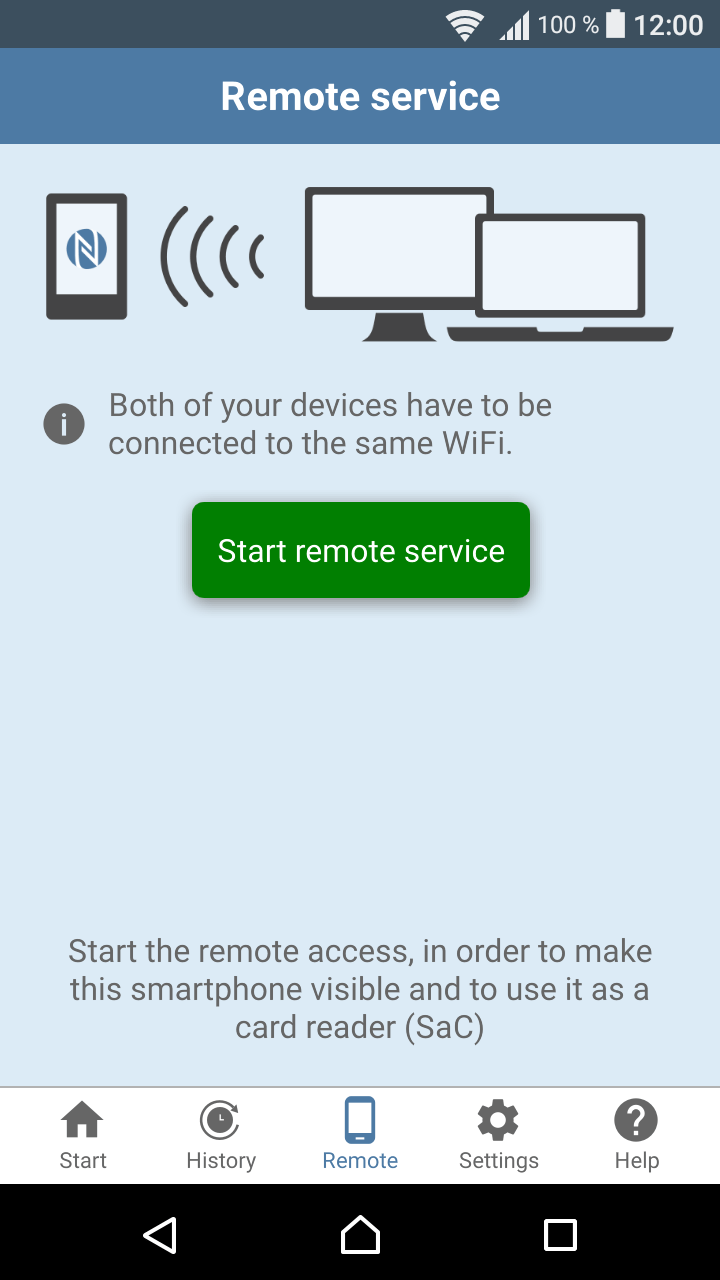 100 % 12:00
Remote service
Both of your devices have to be
connected to the same WiFi.
Start remote service
Start the remote access, in order to make
this smartphone visible and to use it as a
card reader (SaC)
Start History Remote Settings Help